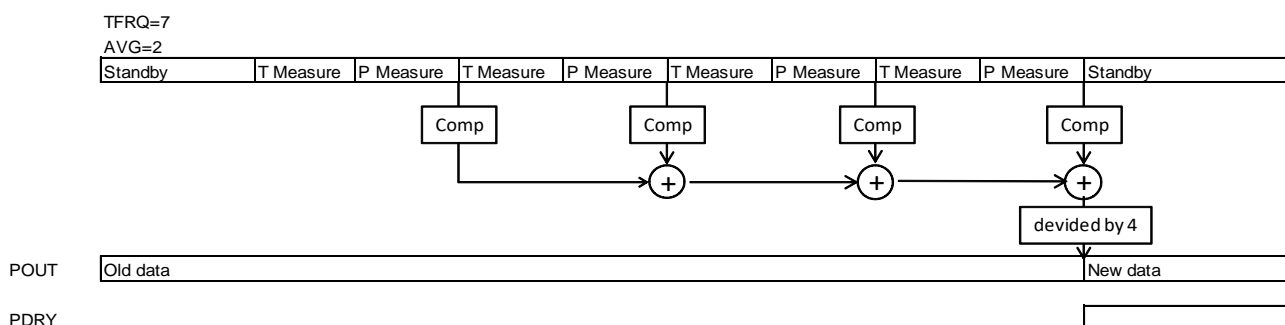 TFRQ=7
AVG=2
Standby T Measure P Measure T Measure P Measure T Measure P Measure T Measure P Measure Standby
Comp Comp Comp Comp
+ + +
devided by 4
POUT Old data New data
PDRY